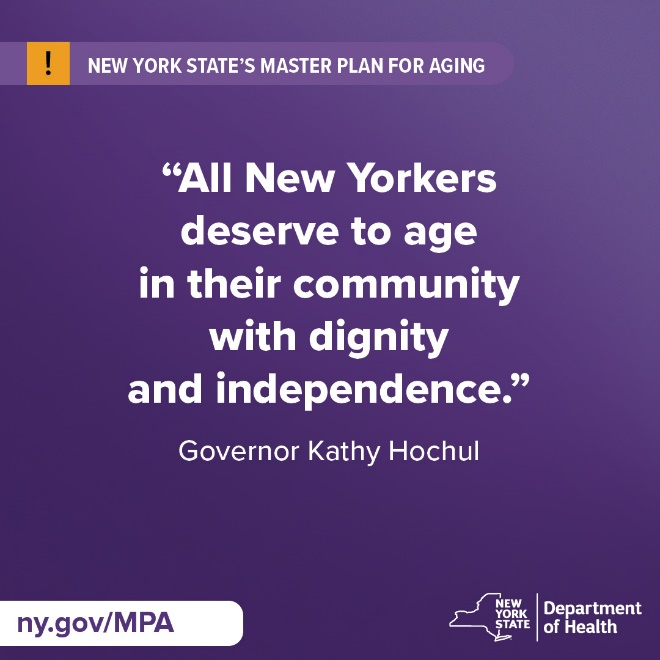 !
NEW YORK STATE'S MASTER PLAN FOR AGING
“All New Yorkers
deserve to age
in their community
with dignity
and independence.”
Governor Kathy Hochul
ny.gov/MPA
NEW
YORK
STATE
Department
of Health